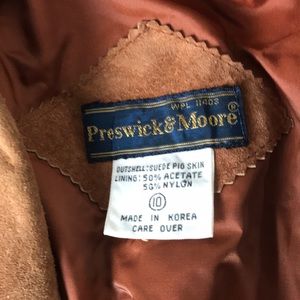 WPL 11403
Preswick & Moore ®
OUTSHELL: SUEDE PIG SKIN
LINING: 50% ACETATE
50% NYLON
10
MADE IN KOREA
CARE OVER